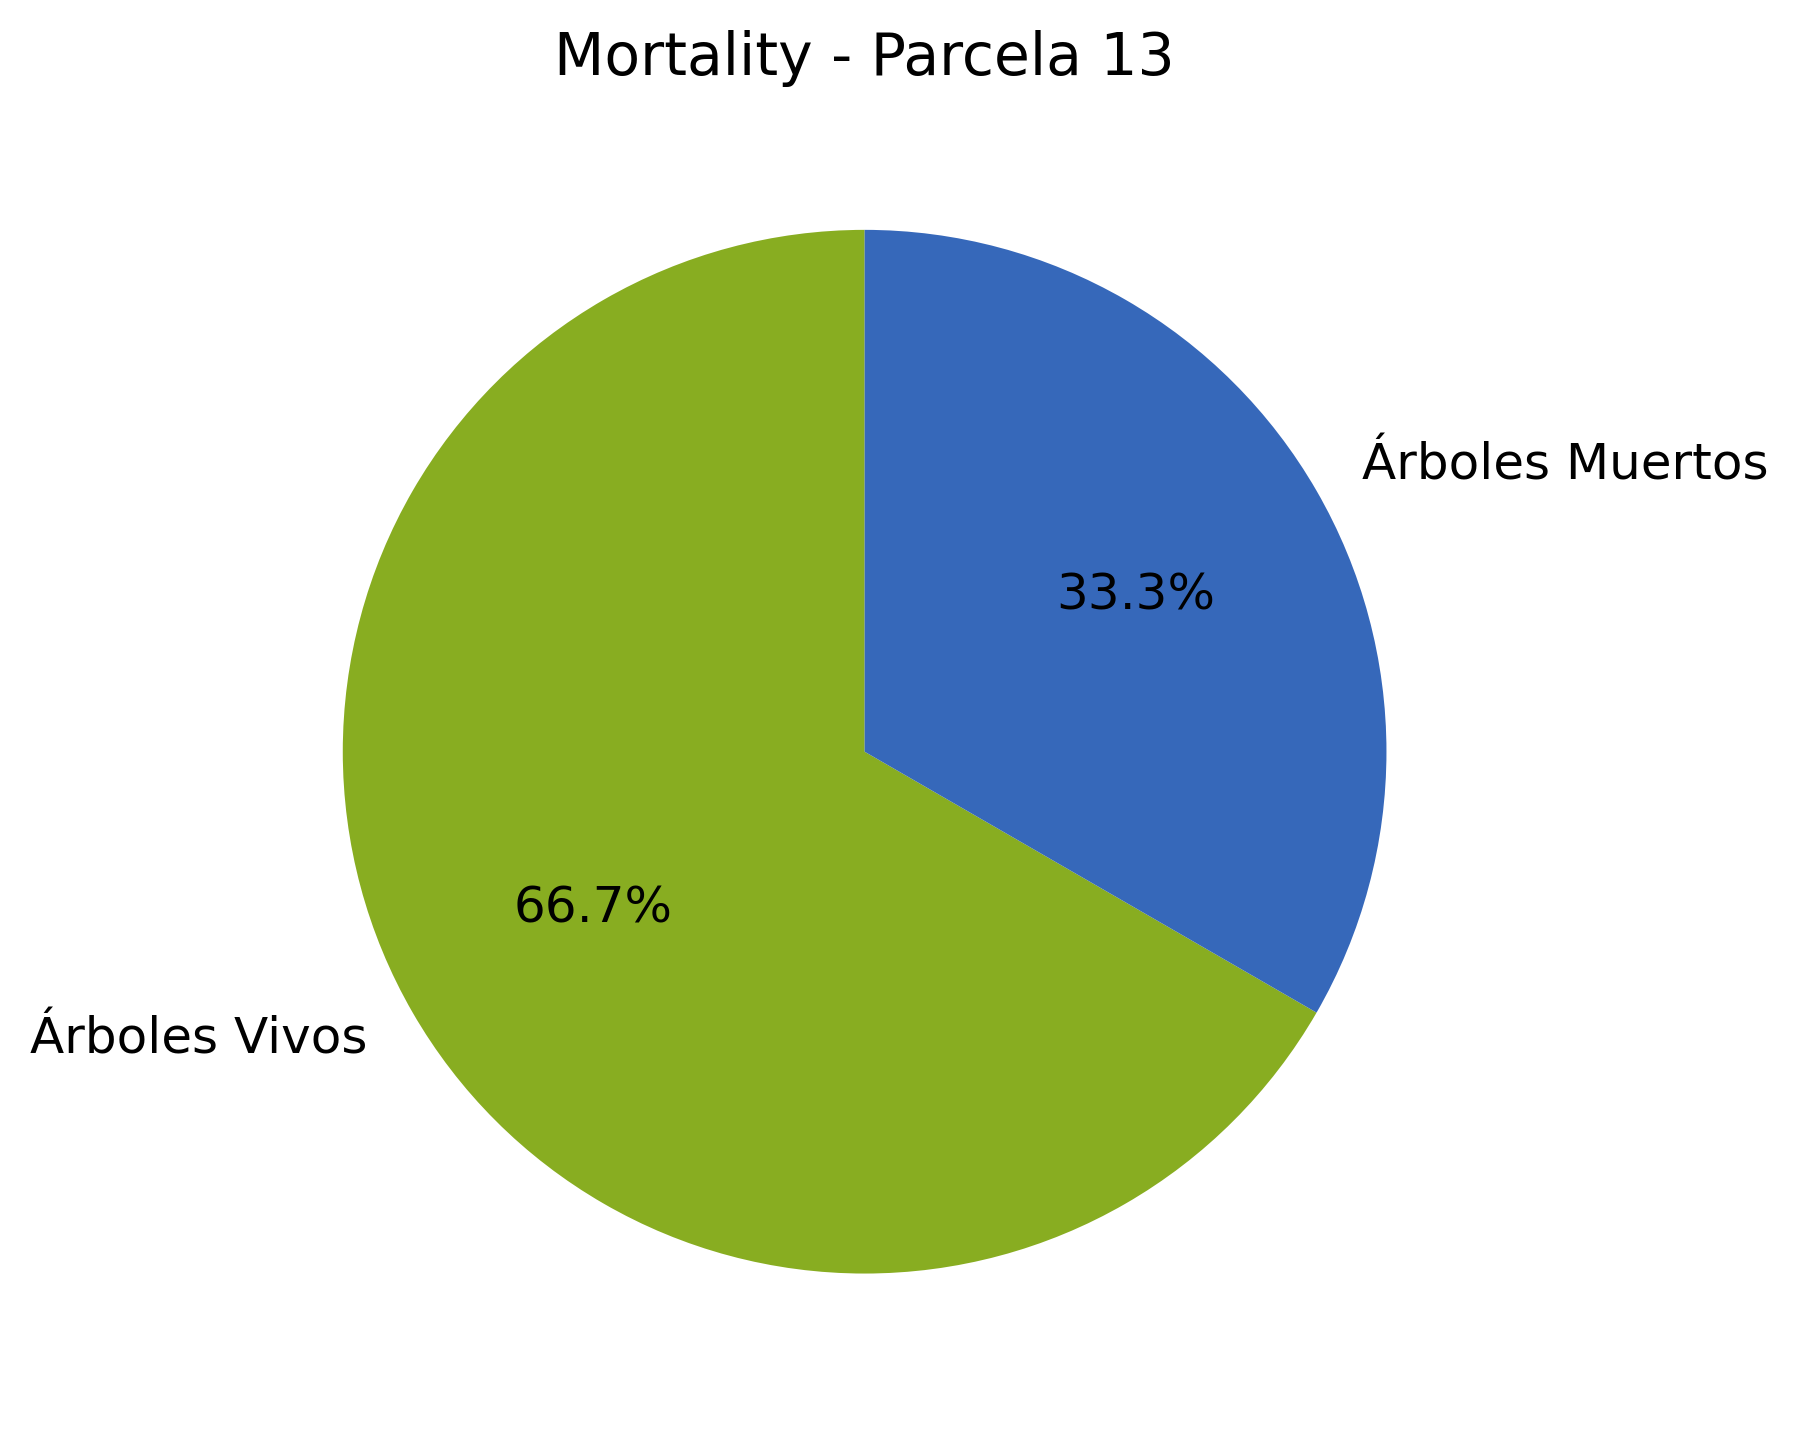 Mortality - Parcela 13
Árboles Muertos
33.3%
66.7%
Árboles Vivos